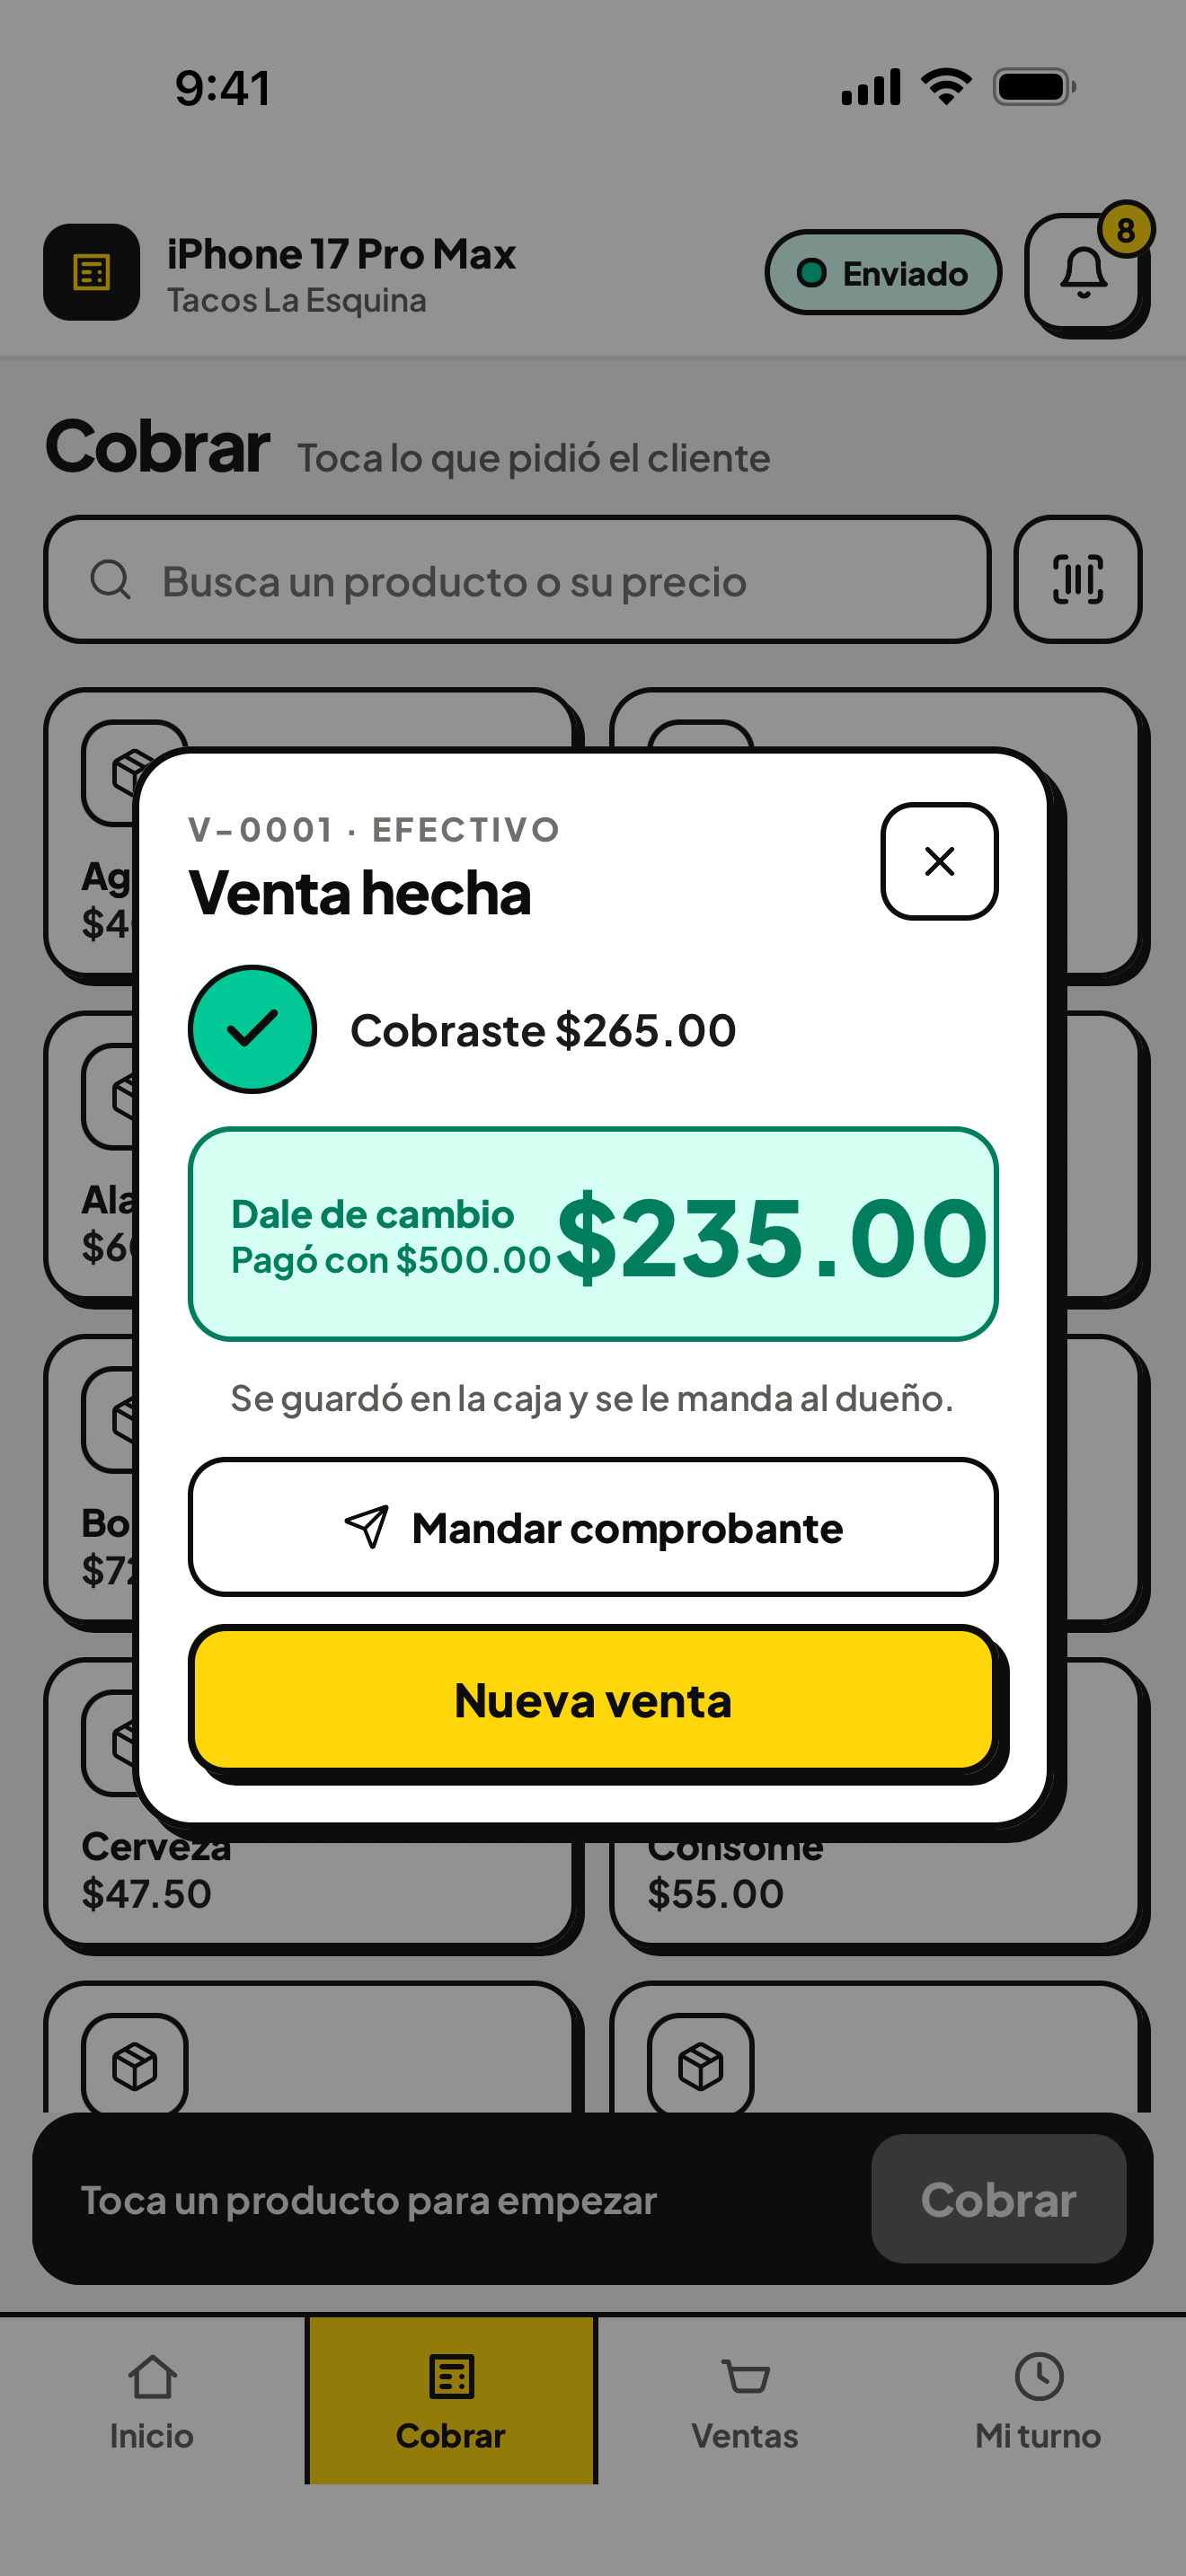 9:41
iPhone 17 Pro Max
Tacos La Esquina
Enviado
8
Cobrar
Toca lo que pidió el cliente
Busca un producto o su precio
V-0001 · EFECTIVO
Venta hecha
Cobraste $265.00
Dale de cambio
Pagó con $500.00
$235.00
Se guardó en la caja y se le manda al dueño.
Mandar comprobante
Nueva venta
Cerveza
$47.50
Consomé
$55.00
Toca un producto para empezar
Cobrar
Inicio
Cobrar
Ventas
Mi turno